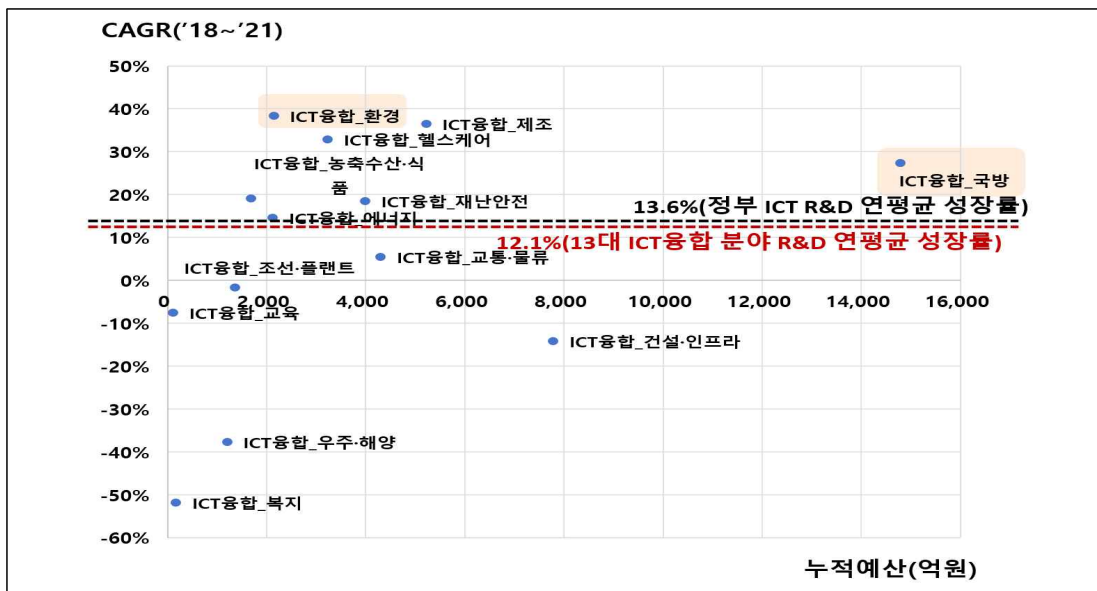 CAGR('18~'21)
50%
40%
ICT융합_환경
ICT융합_제조
ICT융합_헬스케어
30%
ICT융합_농축수산·식
품
ICT융합_국방
20%
ICT융합_재난안전
13.6%(정부 ICT R&D 연평균 성장률)
ICT융합_에너지
12.1%(13대 ICT융합 분야 R&D 연평균 성장률)
10%
ICT융합_교통·물류
ICT융합_조선·플랜트
0%
0 2,000 4,000 6,000 8,000 10,000 12,000 14,000 16,000
ICT융합_교육
-10%
ICT융합_건설·인프라
-20%
-30%
ICT융합_우주·해양
-40%
-50%
ICT융합_복지
-60%
누적예산(억원)